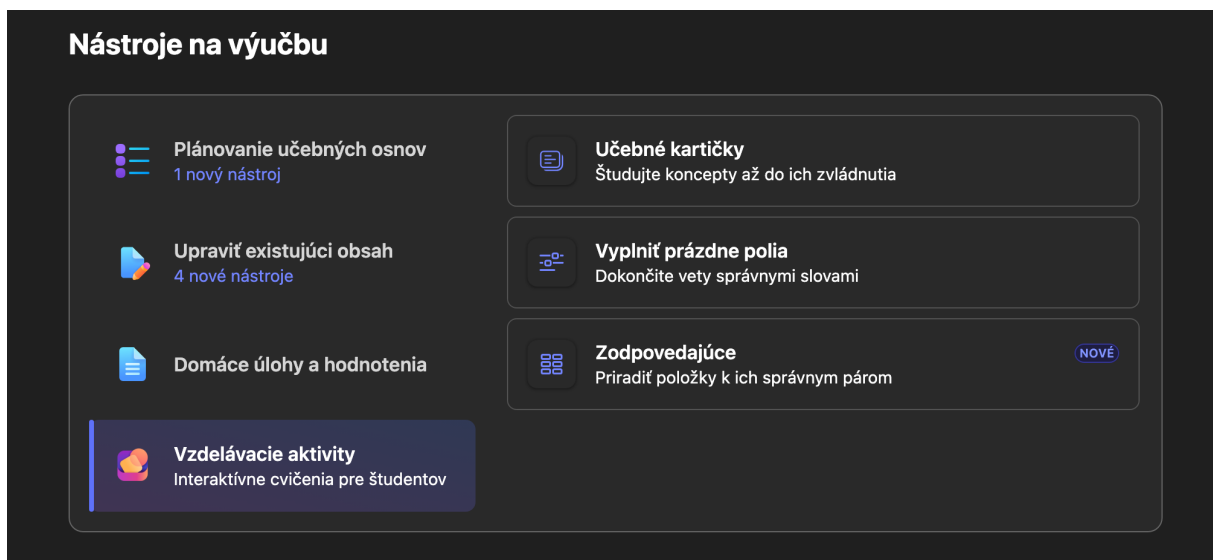 Nástroje na výučbu
Plánovanie učebných osnov
1 nový nástroj
Upraviť existujúci obsah
4 nové nástroje
Domáce úlohy a hodnotenia
Vzdelávacie aktivity
Interaktívne cvičenia pre študentov
Učebné kartičky
Študujte koncepty až do ich zvládnutia
Vyplniť prázdne polia
Dokončite vety správnymi slovami
Zodpovedajúce
NOVÉ
Priradiť položky k ich správnym párom